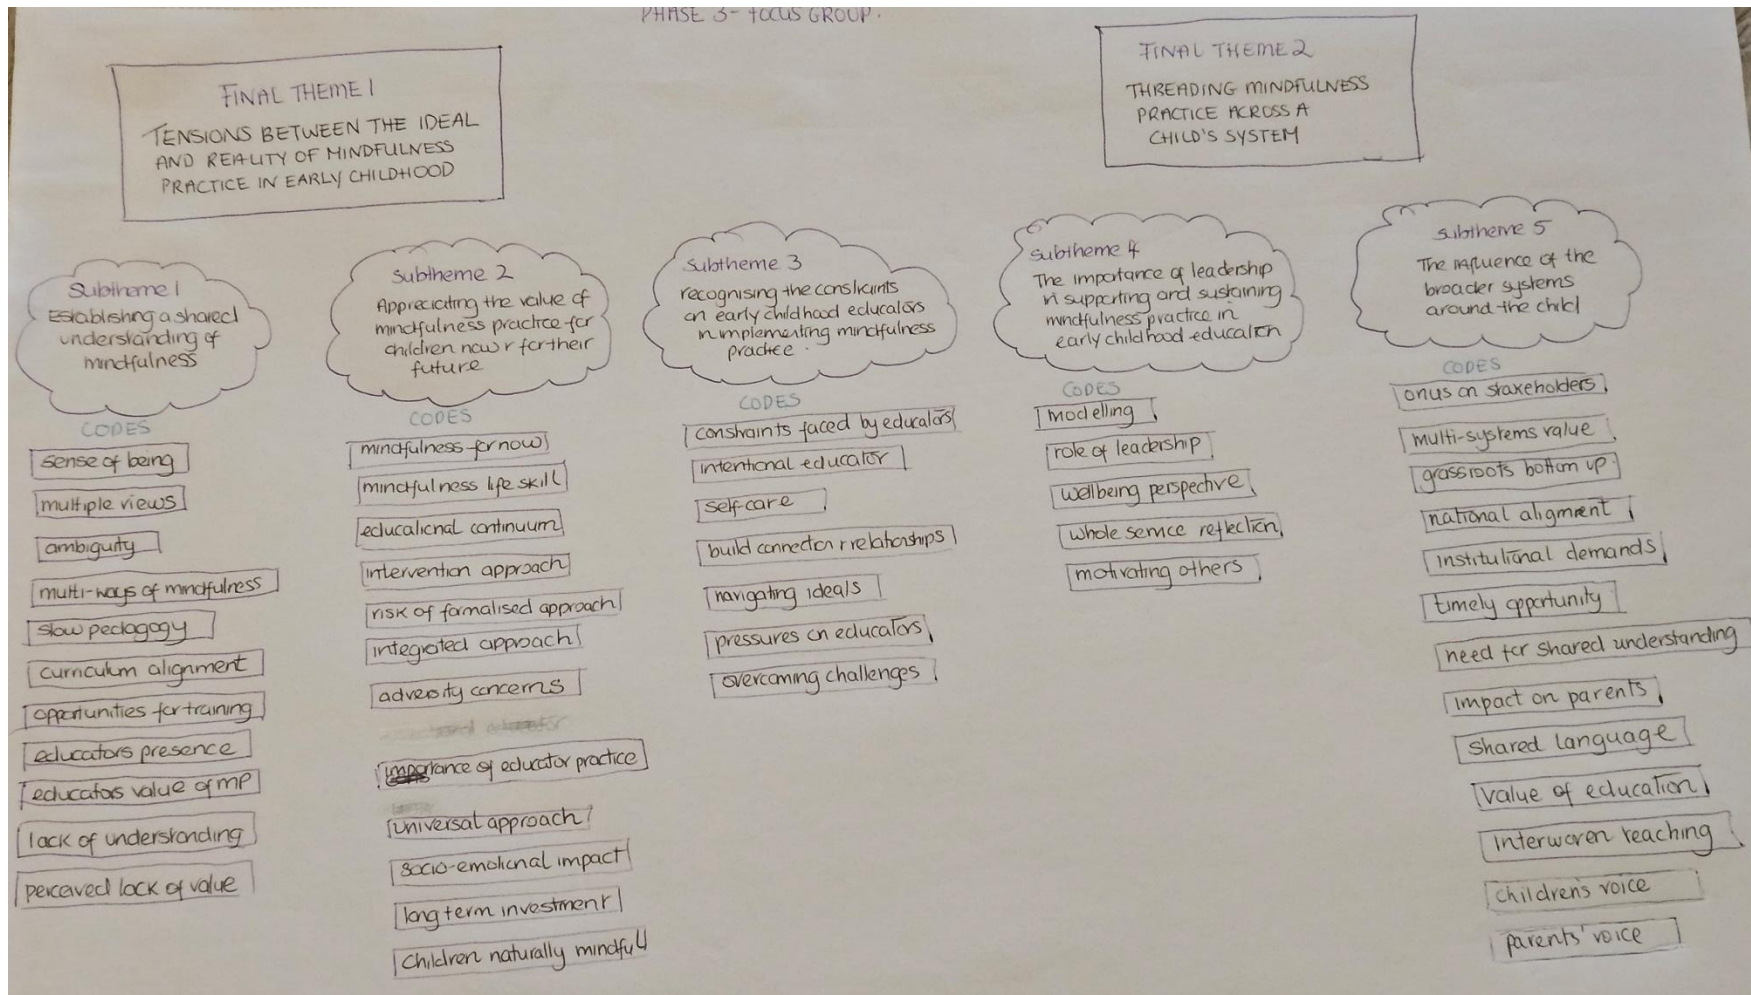 PHASE 3- FOCUS GROUP.
FINAL THEME 1
TENSIONS BETWEEN THE IDEAL
AND REALITY OF MINDFULNESS
PRACTICE IN EARLY CHILDHOOD
FINAL THEME 2
THREADING MINDFULNESS
PRACTICE ACROSS A
CHILD'S SYSTEM
Subtheme 1
Establishing a shared
understanding of
mindfulness
CODES
sense of being
multiple views
ambiguity
multi-ways of mindfulness
slow pedagogy
curriculum alignment
opportunities for training
educators presence
educators value of MP
lack of understanding
perceived lack of value
Subtheme 2
Appreciating the value of
mindfulness practice for
children now r for their
future
CODES
mindfulness for now
mindfulness life skill
educational continuum
intervention approach
risk of formalised approach
integrated approach
adversity concerns
importance of educator practice
universal approach
socio-emotional impact
long term investment
Children naturally mindful
Subtheme 3
recognising the constraints
on early childhood educators
in implementing mindfulness
practice.
CODES
constraints faced by educators
intentional educator
self-care
build connection r relationships
navigating ideals
pressures on educators
overcoming challenges
Subtheme 4
The importance of leadership
in supporting and sustaining
mindfulness practice in
early childhood education
CODES
modelling
role of leadership
wellbeing perspective
whole service reflection
motivating others
Subtheme 5
The influence of the
broader systems
around the child
CODES
onus on stakeholders
multi-systems value
grassroots bottom up
national aligment
institutional demands
timely opportunity
need for shared understanding
impact on parents
shared language
value of education
interwoven teaching
children's voice
parents' voice